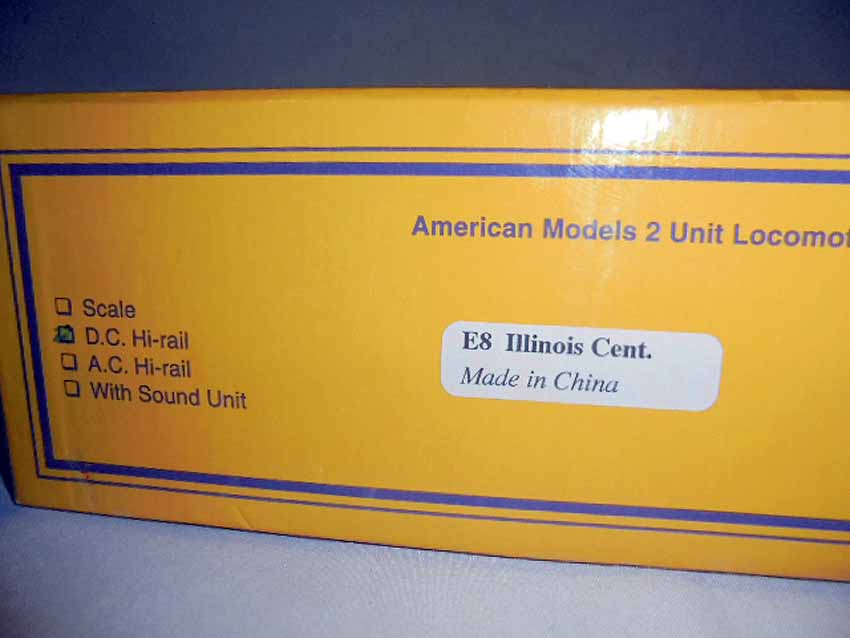 American Models 2 Unit Locomot
Scale
D.C. Hi-rail
A.C. Hi-rail
With Sound Unit
E8 Illinois Cent.
Made in China